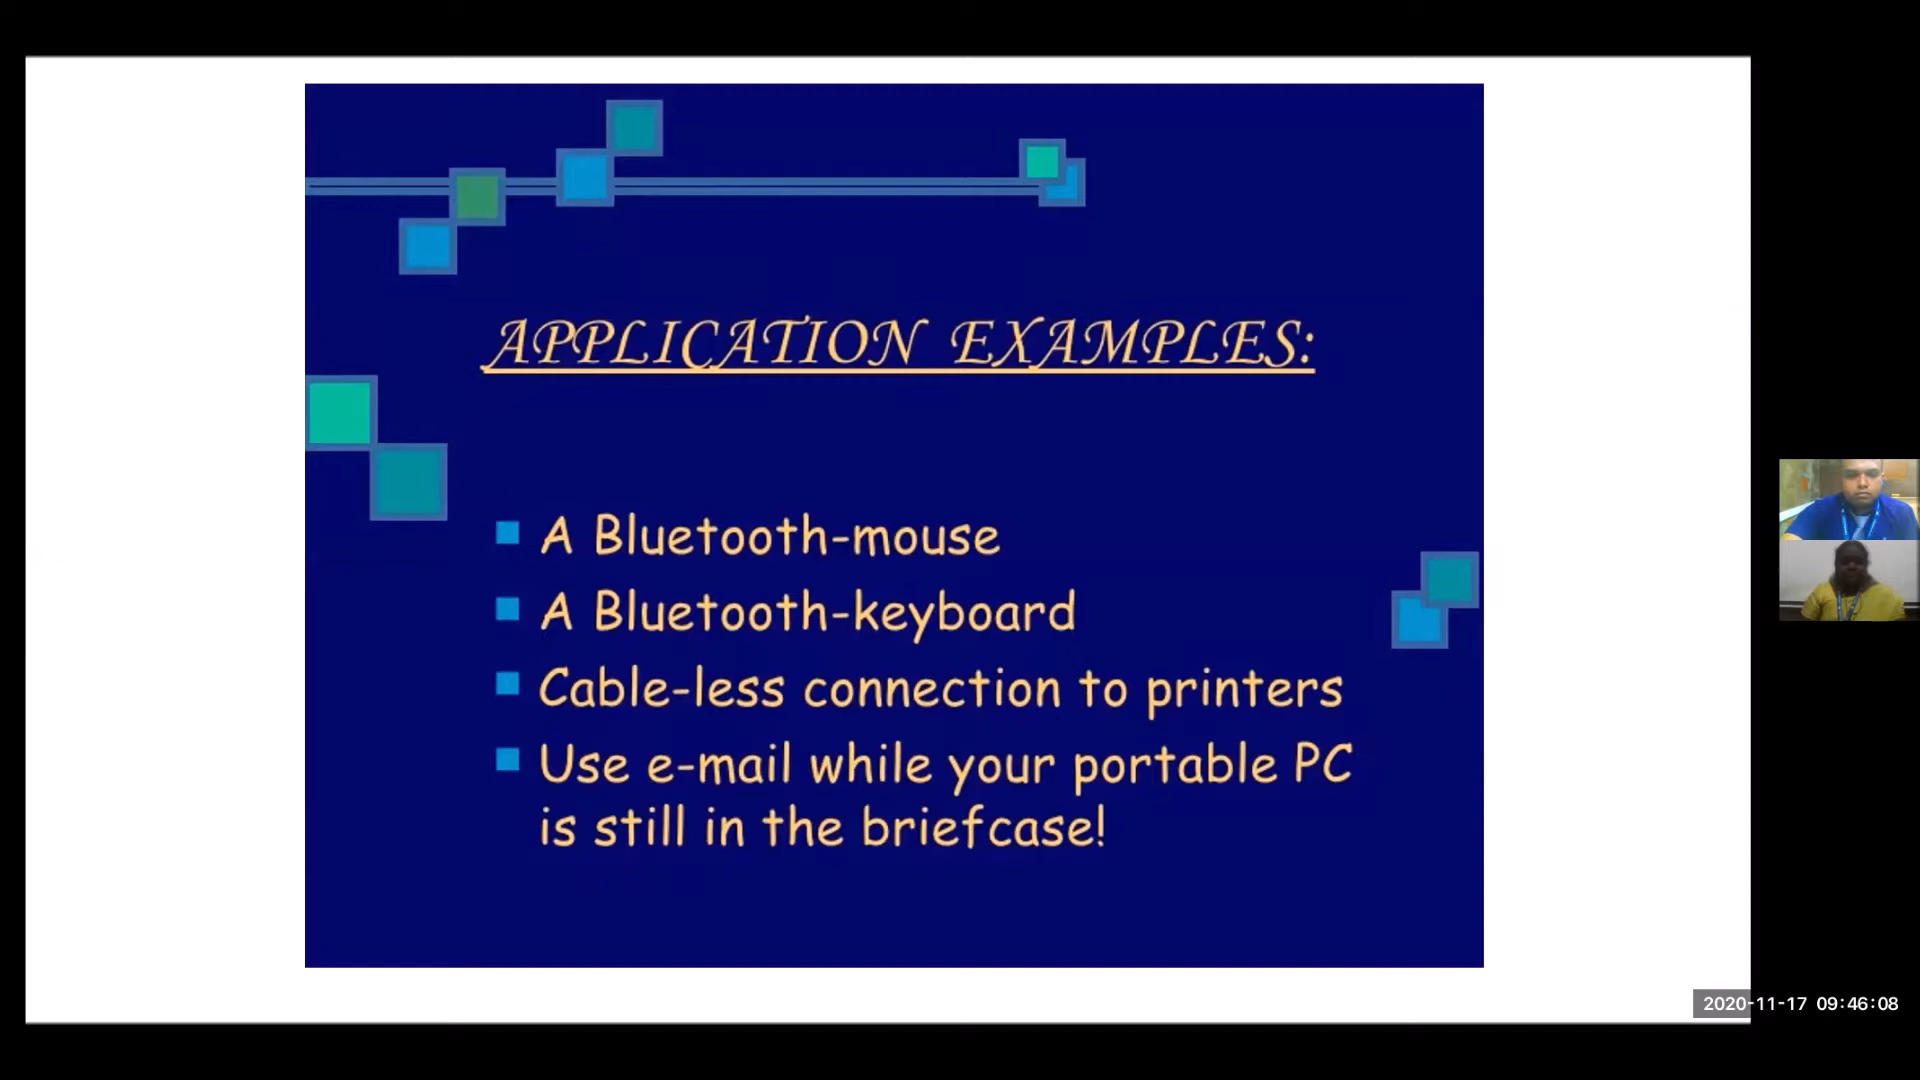 APPLICATION EXAMPLES:
A Bluetooth-mouse
A Bluetooth-keyboard
Cable-less connection to printers
Use e-mail while your portable PC
is still in the briefcase!
2020-11-17 09:46:08